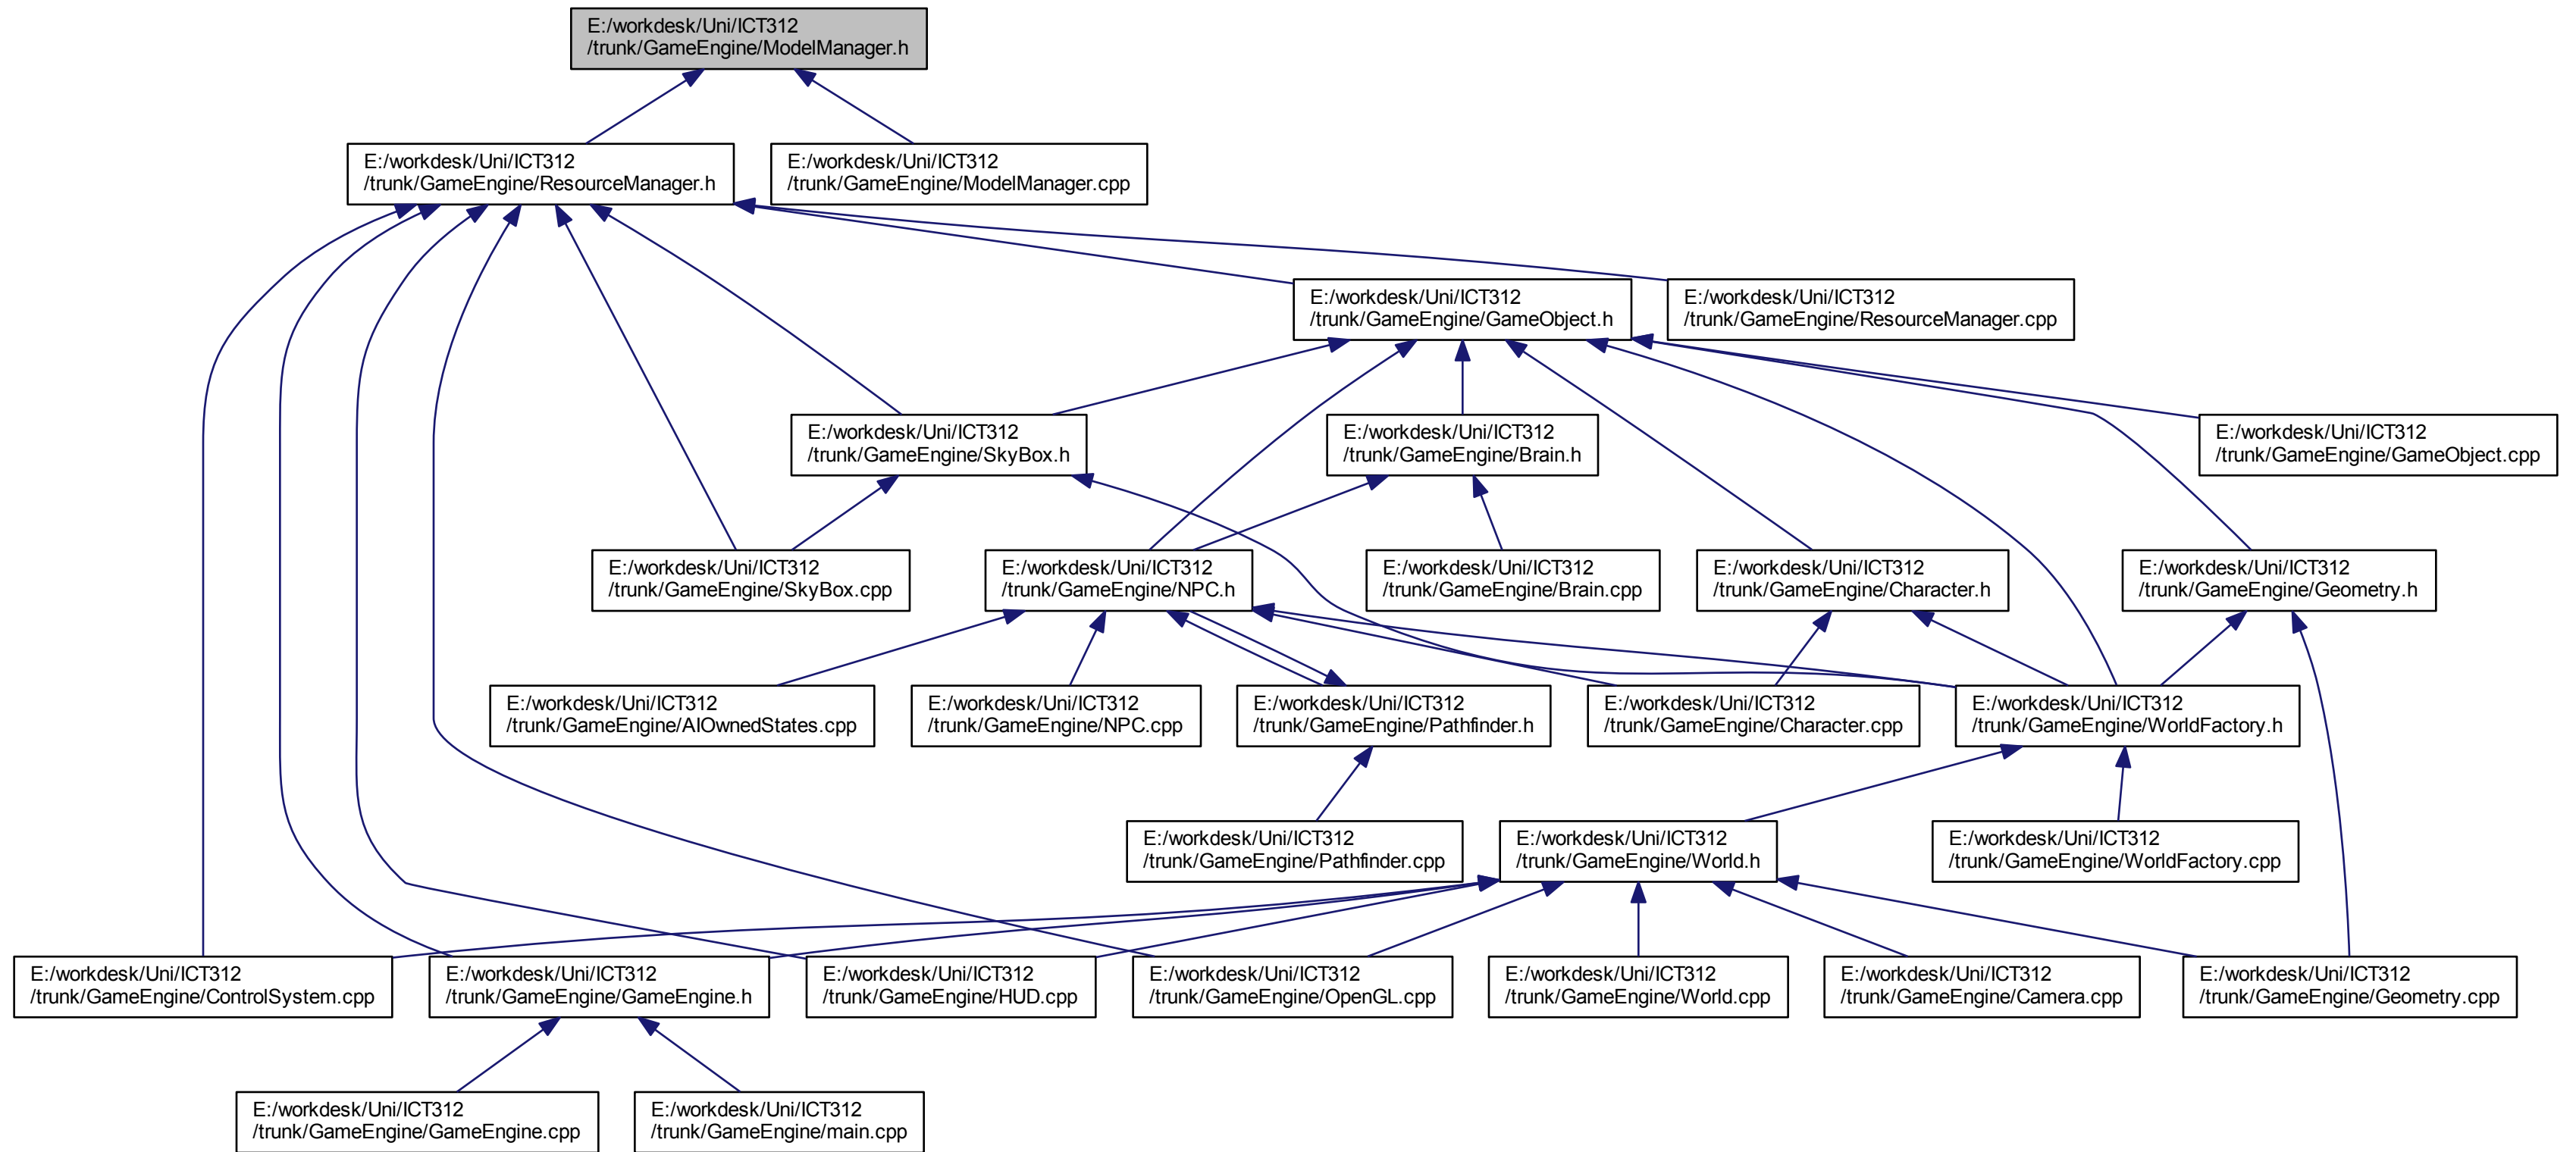 E:/workdesk/Uni/ICT312
/trunk/GameEngine/ModelManager.h
E:/workdesk/Uni/ICT312
/trunk/GameEngine/ResourceManager.h
E:/workdesk/Uni/ICT312
/trunk/GameEngine/ModelManager.cpp
E:/workdesk/Uni/ICT312
/trunk/GameEngine/GameObject.h
E:/workdesk/Uni/ICT312
/trunk/GameEngine/ResourceManager.cpp
E:/workdesk/Uni/ICT312
/trunk/GameEngine/SkyBox.h
E:/workdesk/Uni/ICT312
/trunk/GameEngine/Brain.h
E:/workdesk/Uni/ICT312
/trunk/GameEngine/GameObject.cpp
E:/workdesk/Uni/ICT312
/trunk/GameEngine/SkyBox.cpp
E:/workdesk/Uni/ICT312
/trunk/GameEngine/NPC.h
E:/workdesk/Uni/ICT312
/trunk/GameEngine/Brain.cpp
E:/workdesk/Uni/ICT312
/trunk/GameEngine/Character.h
E:/workdesk/Uni/ICT312
/trunk/GameEngine/Geometry.h
E:/workdesk/Uni/ICT312
/trunk/GameEngine/AIOwnedStates.cpp
E:/workdesk/Uni/ICT312
/trunk/GameEngine/NPC.cpp
E:/workdesk/Uni/ICT312
/trunk/GameEngine/Pathfinder.h
E:/workdesk/Uni/ICT312
/trunk/GameEngine/Character.cpp
E:/workdesk/Uni/ICT312
/trunk/GameEngine/WorldFactory.h
E:/workdesk/Uni/ICT312
/trunk/GameEngine/Pathfinder.cpp
E:/workdesk/Uni/ICT312
/trunk/GameEngine/World.h
E:/workdesk/Uni/ICT312
/trunk/GameEngine/WorldFactory.cpp
E:/workdesk/Uni/ICT312
/trunk/GameEngine/ControlSystem.cpp
E:/workdesk/Uni/ICT312
/trunk/GameEngine/GameEngine.h
E:/workdesk/Uni/ICT312
/trunk/GameEngine/HUD.cpp
E:/workdesk/Uni/ICT312
/trunk/GameEngine/OpenGL.cpp
E:/workdesk/Uni/ICT312
/trunk/GameEngine/World.cpp
E:/workdesk/Uni/ICT312
/trunk/GameEngine/Camera.cpp
E:/workdesk/Uni/ICT312
/trunk/GameEngine/Geometry.cpp
E:/workdesk/Uni/ICT312
/trunk/GameEngine/GameEngine.cpp
E:/workdesk/Uni/ICT312
/trunk/GameEngine/main.cpp